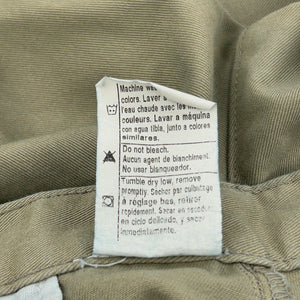 Machine wa
colors. Laver à
l'eau chaude avec les mê
couleurs. Lavar a máquina
con agua tibia, junto a colores
similares.
Do not bleach.
Aucun agent de blanchiment.
No usar blanqueador.
Tumble dry low, remove
promptly. Sécher par culbutage
à réglage bas, retirer
rapidement. Secar en secadora
en ciclo delicado, y sacar
inmediatamente.